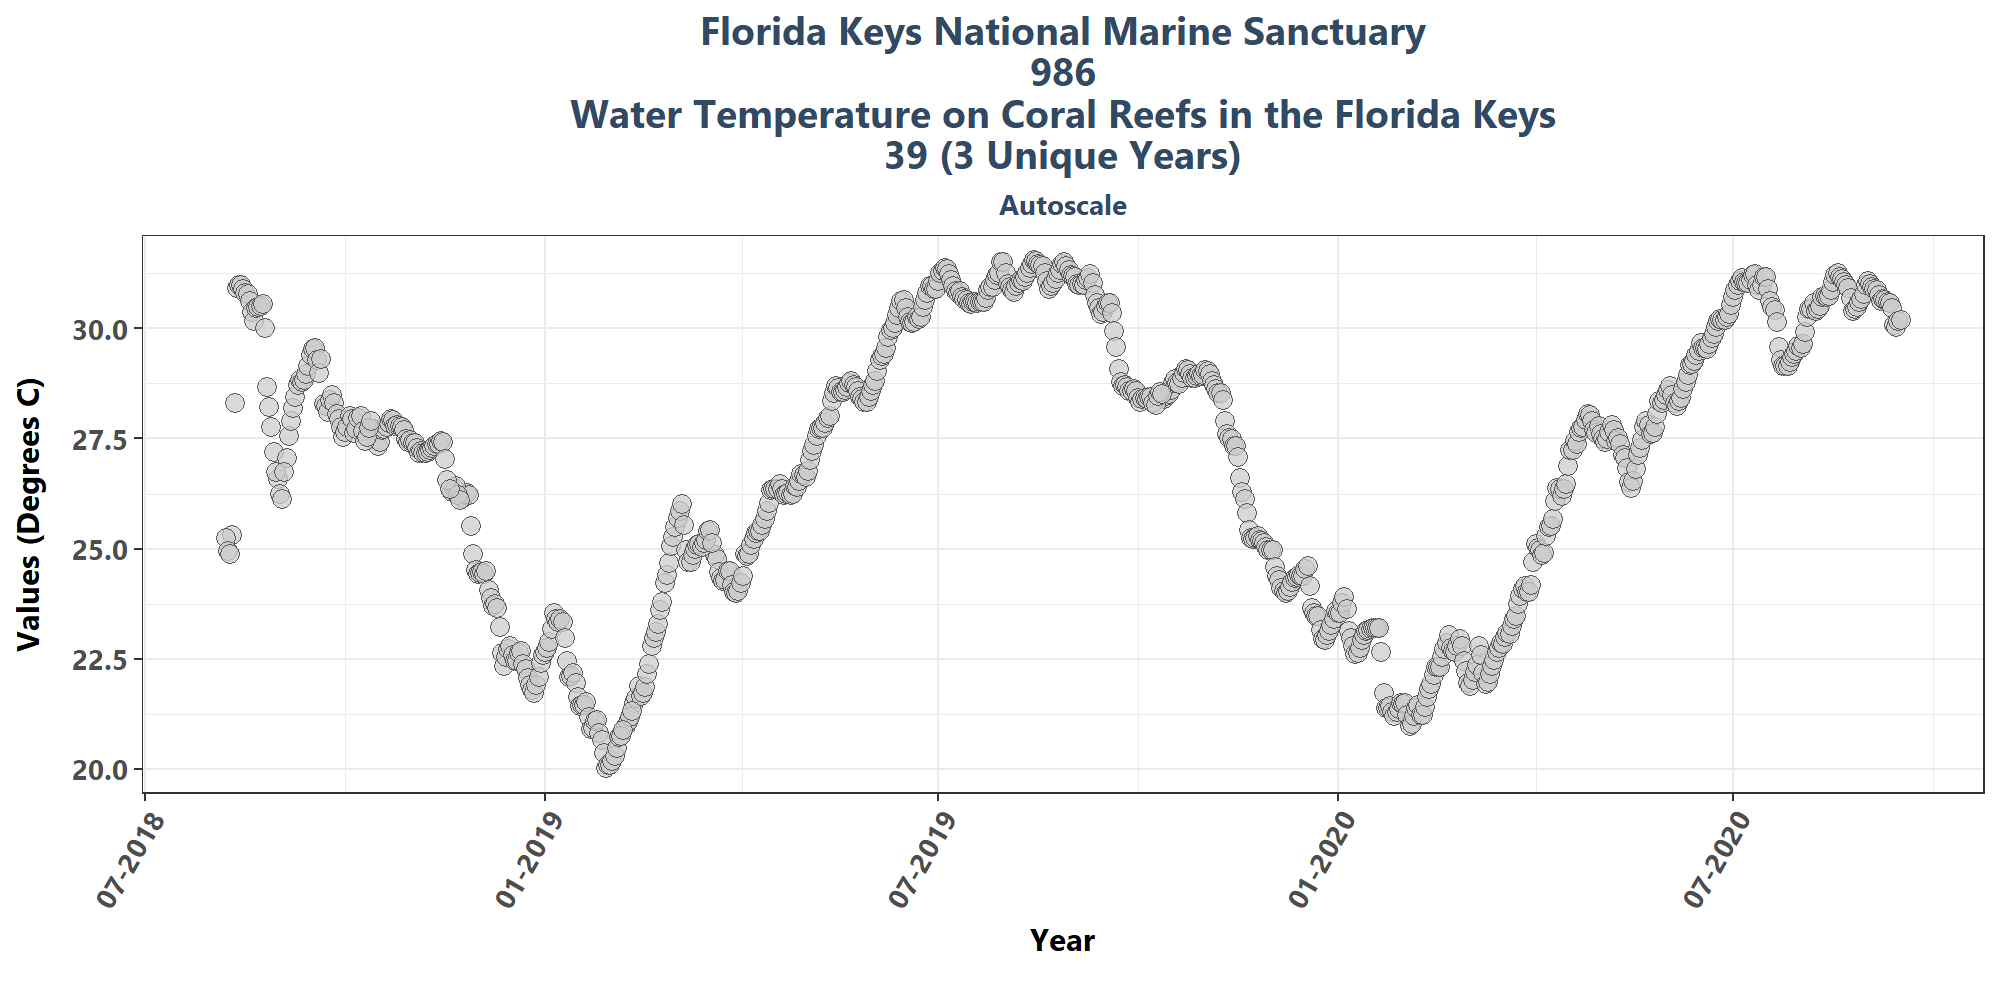 Florida Keys National Marine Sanctuary
986
Water Temperature on Coral Reefs in the Florida Keys
39 (3 Unique Years)
Autoscale
Values (Degrees C)
30.0
27.5
25.0
22.5
20.0
07-2018
01-2019
07-2019
01-2020
07-2020
Year